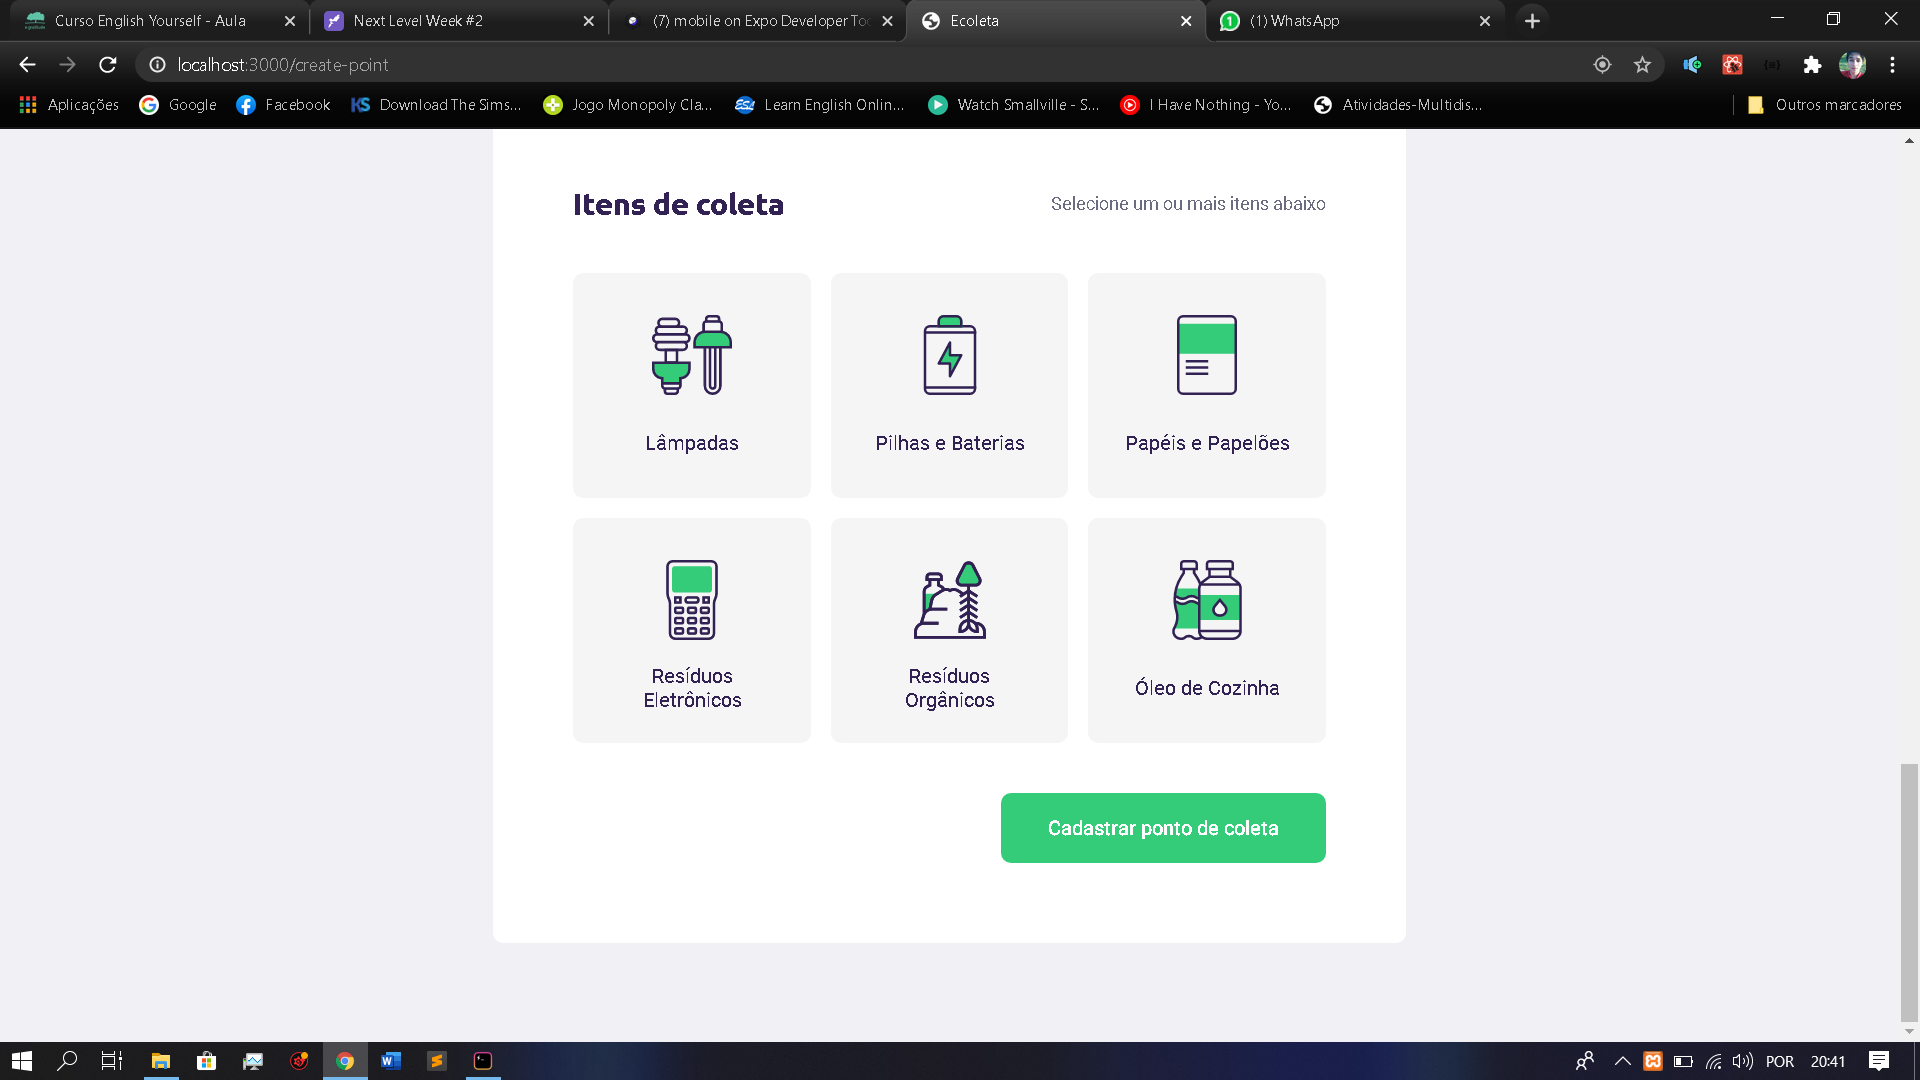 Curso English Yourself - Aula
Next Level Week #2
(7) mobile on Expo Developer Too
Ecoleta
(1) WhatsApp
localhost:3000/create-point
Aplicações
Google
Facebook
KS Download The Sims...
Jogo Monopoly Cla...
ESL Learn English Onlin...
Watch Smallville - S...
I Have Nothing - Yo...
Atividades-Multidis...
Outros marcadores
Itens de coleta
Selecione um ou mais itens abaixo
Lâmpadas
Pilhas e Baterias
Papéis e Papelões
Resíduos
Eletrônicos
Resíduos
Orgânicos
Óleo de Cozinha
Cadastrar ponto de coleta
POR
20:41